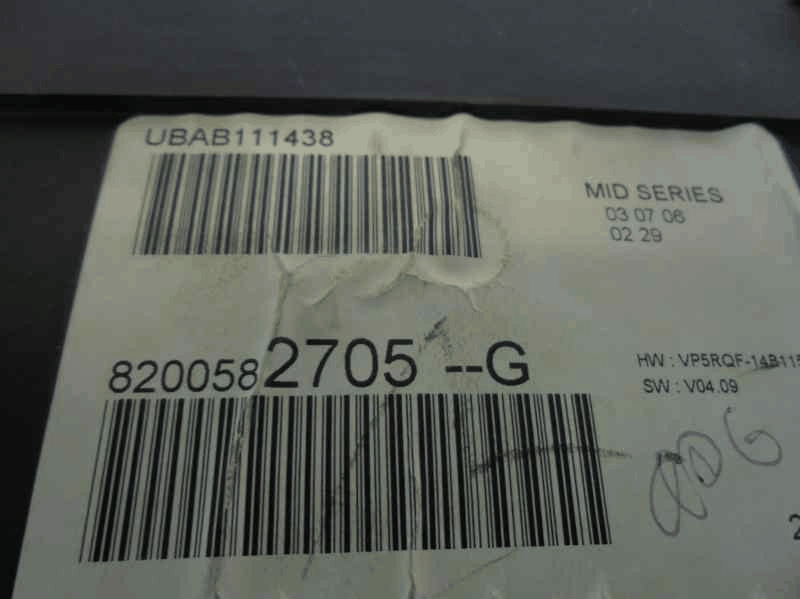 UBAB111438
MID SERIES
03 07 06
02 29
8200582705 --G
HW : VP5RQF-14B115
SW : V04.09